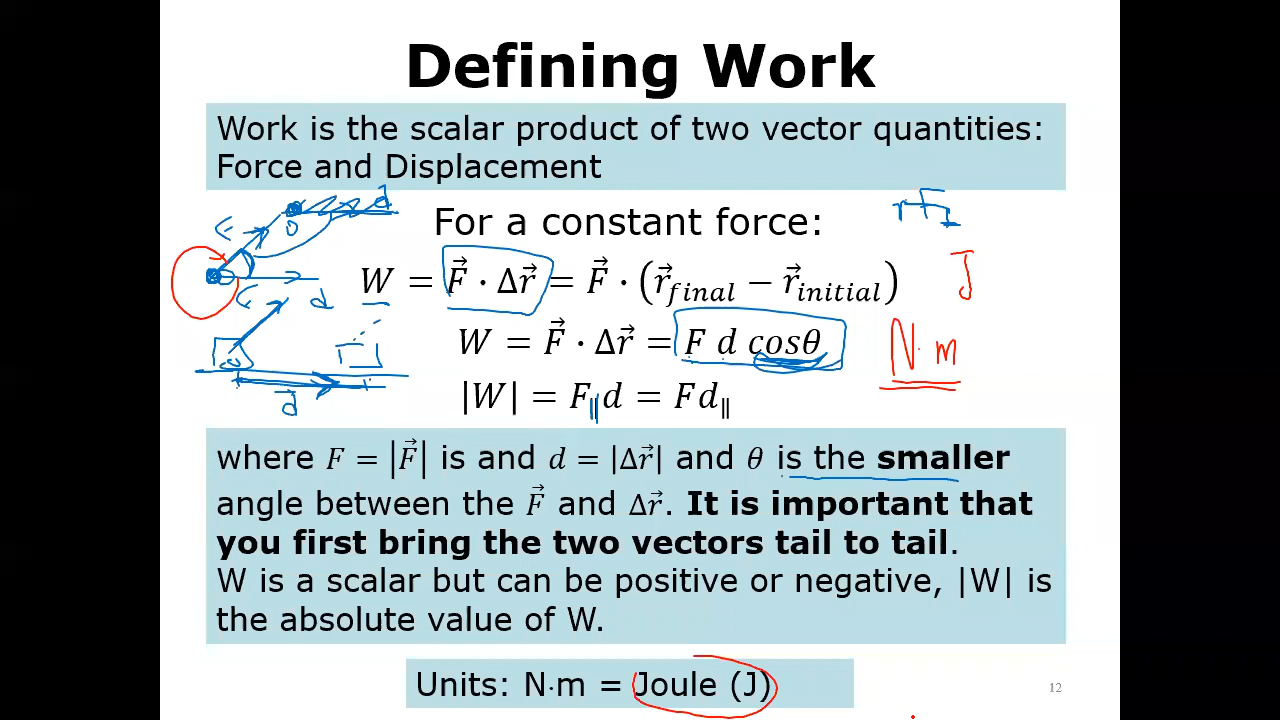 Defining Work
Work is the scalar product of two vector quantities:
Force and Displacement
d
F
θ
F
d
d⃗
r F⊥
For a constant force:
W = F⃗ · Δr⃗ = F⃗ · (r⃗final − r⃗initial)
J
W = F⃗ · Δr⃗ = F d cosθ
N·m
|W| = F∥d = Fd∥
where F = |F⃗| is and d = |Δr⃗| and θ is the smaller
angle between the F⃗ and Δr⃗. It is important that
you first bring the two vectors tail to tail.
W is a scalar but can be positive or negative, |W| is
the absolute value of W.
Units: N·m = Joule (J)
12